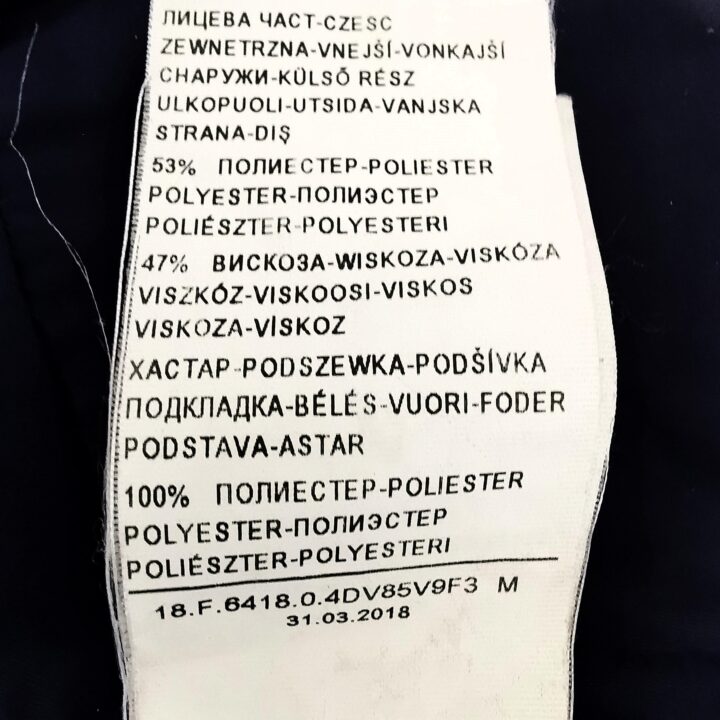 ЛИЦЕВА ЧАСТ-CZESC
ZEWNETRZNA-VNEJŠÍ-VONKAJŠÍ
СНАРУЖИ-KÜLSŐ RÉSZ
ULKOPUOLI-UTSIDA-VANJSKA
STRANA-DIŞ
53% ПОЛИЕСТЕР-POLIESTER
POLYESTER-ПОЛИЭСТЕР
POLIÉSZTER-POLYESTERI
47% ВИСКОЗА-WISKOZA-VISKÓZA
VISZKÓZ-VISKOOSI-VISKOS
VISKOZA-VİSKOZ
ХАСТАР-PODSZEWKA-PODŠÍVKA
ПОДКЛАДКА-BÉLÉS-VUORI-FODER
PODSTAVA-ASTAR
100% ПОЛИЕСТЕР-POLIESTER
POLYESTER-ПОЛИЭСТЕР
POLIÉSZTER-POLYESTERI
18.F.6418.0.4DV85V9F3 M
31.03.2018